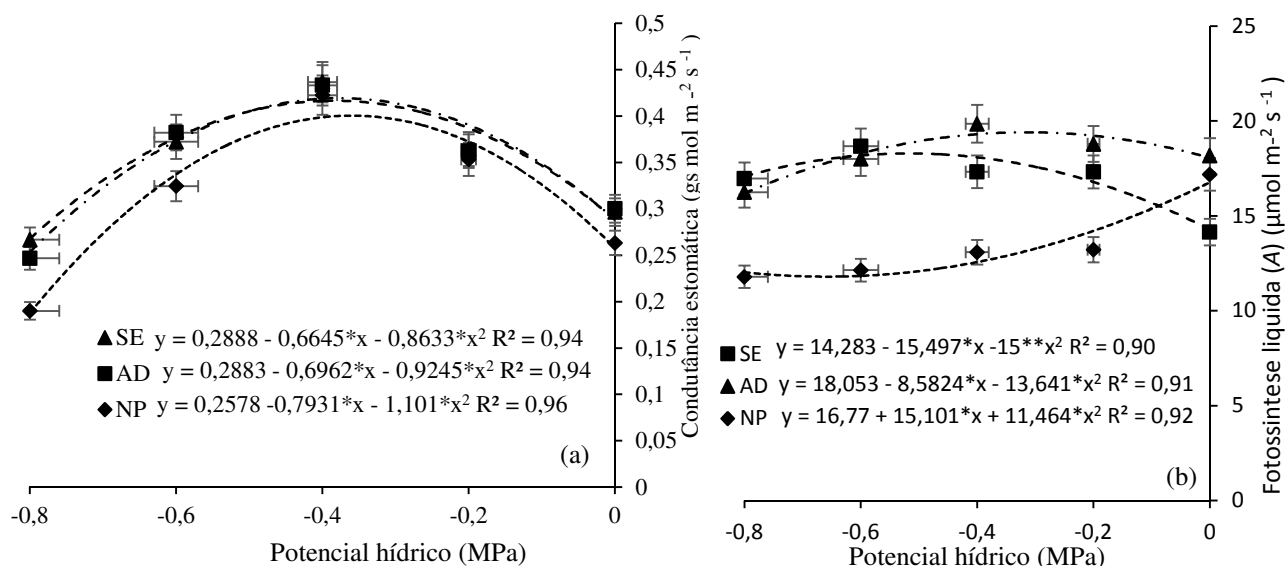 0,5
0,45
0,4
0,35
0,3
0,25
0,2
0,15
0,1
0,05
0
Condutância estomática (gs mol m -² s ⁻¹)
▲ SE y = 0,2888 - 0,6645*x - 0,8633*x² R² = 0,94
■ AD y = 0,2883 - 0,6962*x - 0,9245*x² R² = 0,94
◆ NP y = 0,2578 -0,7931*x - 1,101*x² R² = 0,96
(a)
-0,8 -0,6 -0,4 -0,2 0
Potencial hídrico (MPa)
25
20
15
10
5
0
Fotossintese liquida (A) (μmol m-² s ⁻¹)
■ SE y = 14,283 - 15,497*x -15**x² R² = 0,90
▲ AD y = 18,053 - 8,5824*x - 13,641*x² R² = 0,91
◆ NP y = 16,77 + 15,101*x + 11,464*x² R² = 0,92
(b)
-0,8 -0,6 -0,4 -0,2 0
Potencial hídrico (MPa)